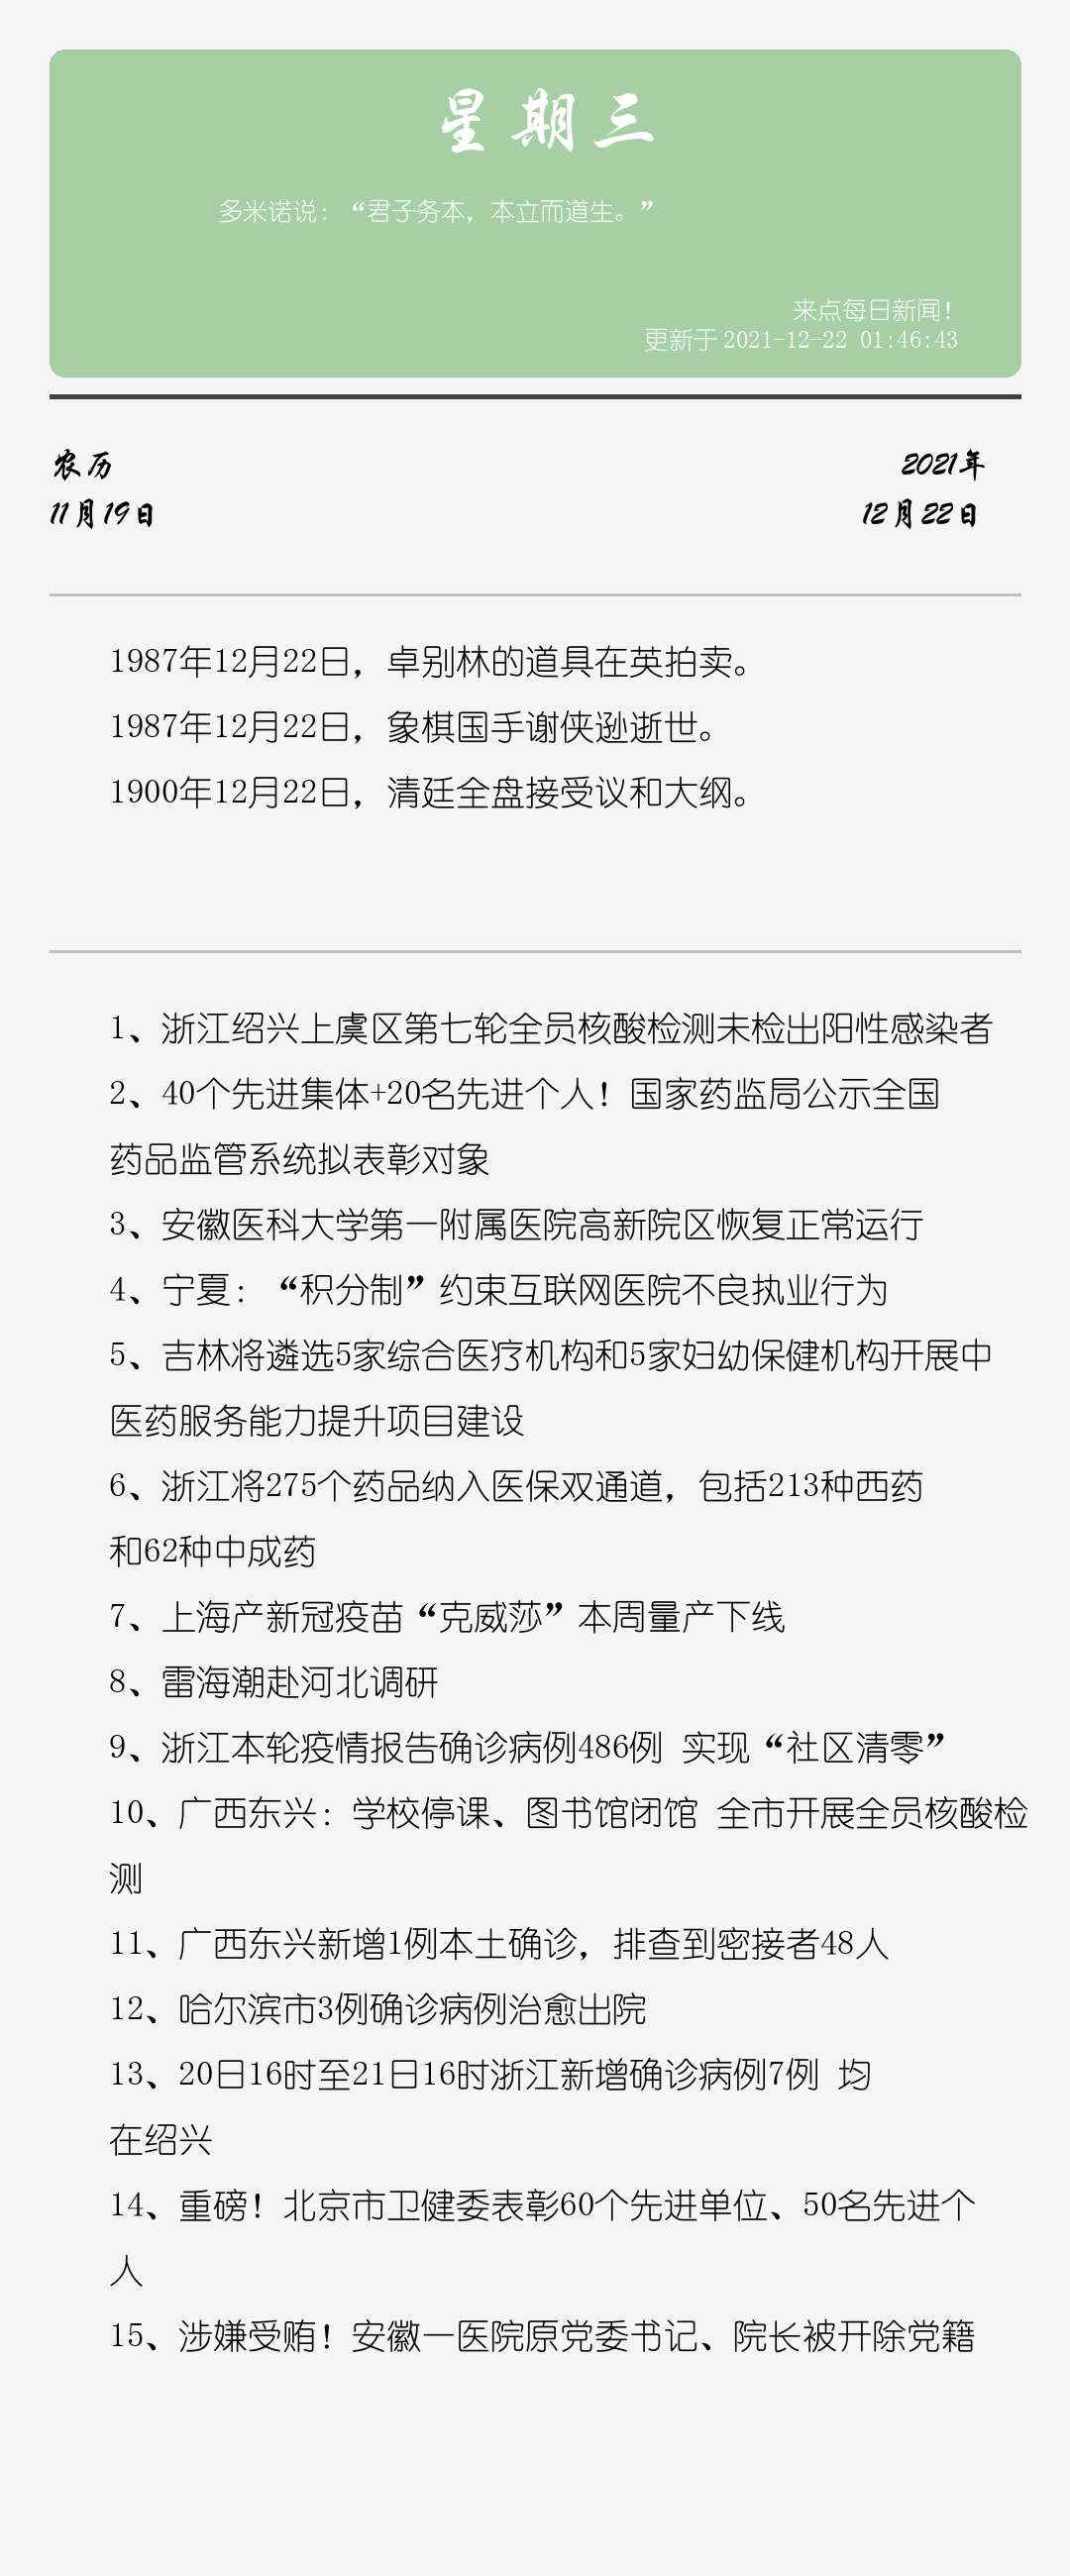 星期三
多米诺说：“君子务本，本立而道生。”
来点每日新闻！
更新于 2021-12-22 01:46:43
农历
11月19日
2021年
12月22日
1987年12月22日，卓别林的道具在英拍卖。
1987年12月22日，象棋国手谢侠逊逝世。
1900年12月22日，清廷全盘接受议和大纲。
1、浙江绍兴上虞区第七轮全员核酸检测未检出阳性感染者
2、40个先进集体+20名先进个人！国家药监局公示全国
药品监管系统拟表彰对象
3、安徽医科大学第一附属医院高新院区恢复正常运行
4、宁夏：“积分制”约束互联网医院不良执业行为
5、吉林将遴选5家综合医疗机构和5家妇幼保健机构开展中
医药服务能力提升项目建设
6、浙江将275个药品纳入医保双通道，包括213种西药
和62种中成药
7、上海产新冠疫苗“克威莎”本周量产下线
8、雷海潮赴河北调研
9、浙江本轮疫情报告确诊病例486例 实现“社区清零”
10、广西东兴：学校停课、图书馆闭馆 全市开展全员核酸检
测
11、广西东兴新增1例本土确诊，排查到密接者48人
12、哈尔滨市3例确诊病例治愈出院
13、20日16时至21日16时浙江新增确诊病例7例 均
在绍兴
14、重磅！北京市卫健委表彰60个先进单位、50名先进个
人
15、涉嫌受贿！安徽一医院原党委书记、院长被开除党籍